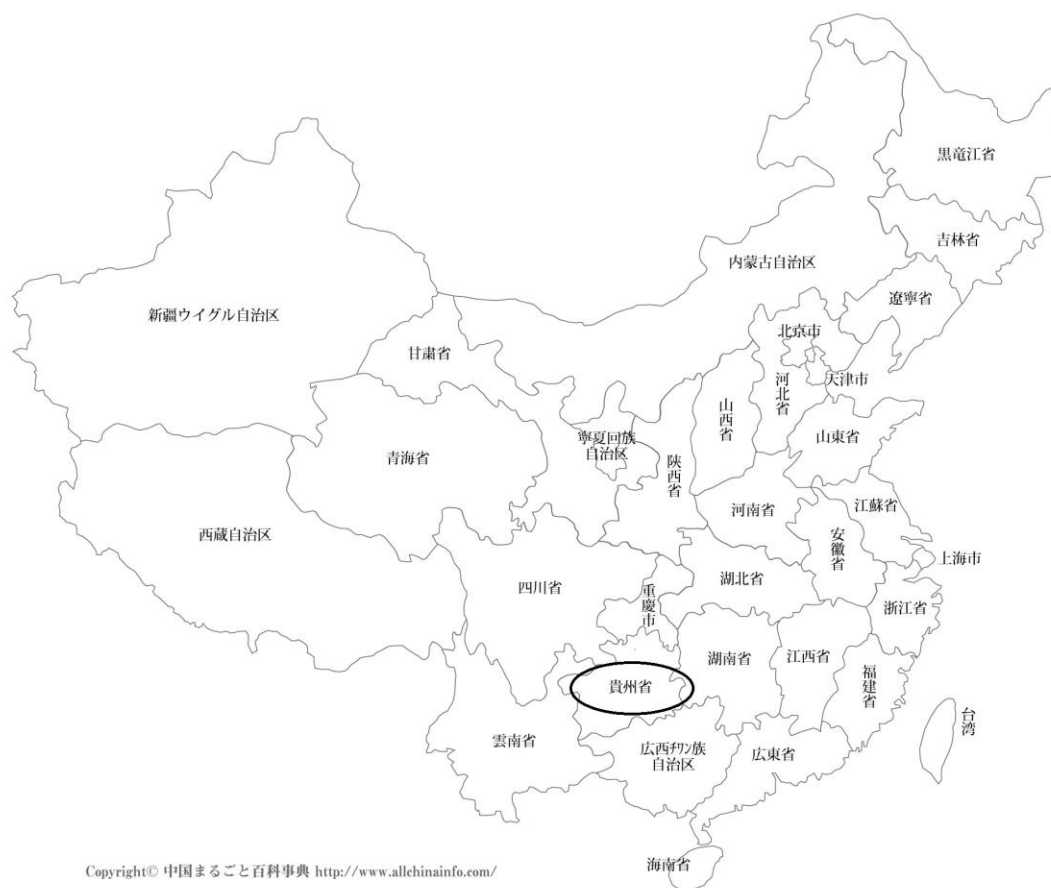 黒竜江省
吉林省
内蒙古自治区
遼寧省
新疆ウイグル自治区
北京市
甘粛省
天津市
河北省
山西省
山東省
寧夏回族
自治区
青海省
陝西省
河南省
江蘇省
西蔵自治区
安徽省
上海市
湖北省
四川省
重慶市
浙江省
湖南省
江西省
貴州省
福建省
台湾
雲南省
広西ﾁﾜﾝ族
自治区
広東省
海南省
Copyright© 中国まるごと百科事典 http://www.allchinainfo.com/